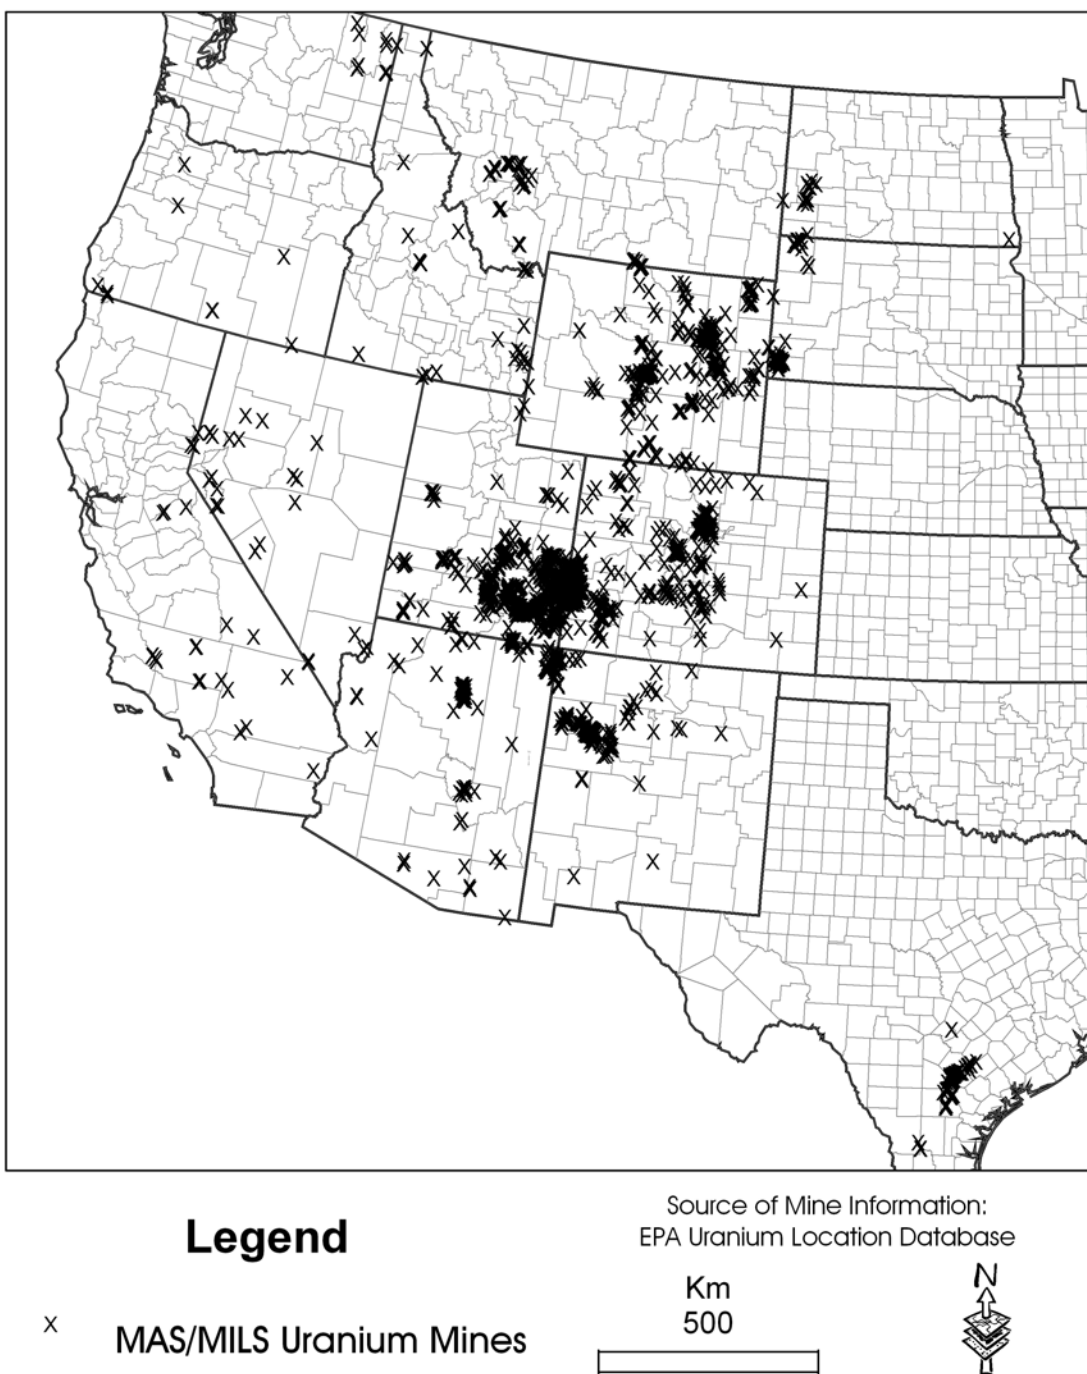 Legend
X MAS/MILS Uranium Mines
Source of Mine Information:
EPA Uranium Location Database
Km
500
N